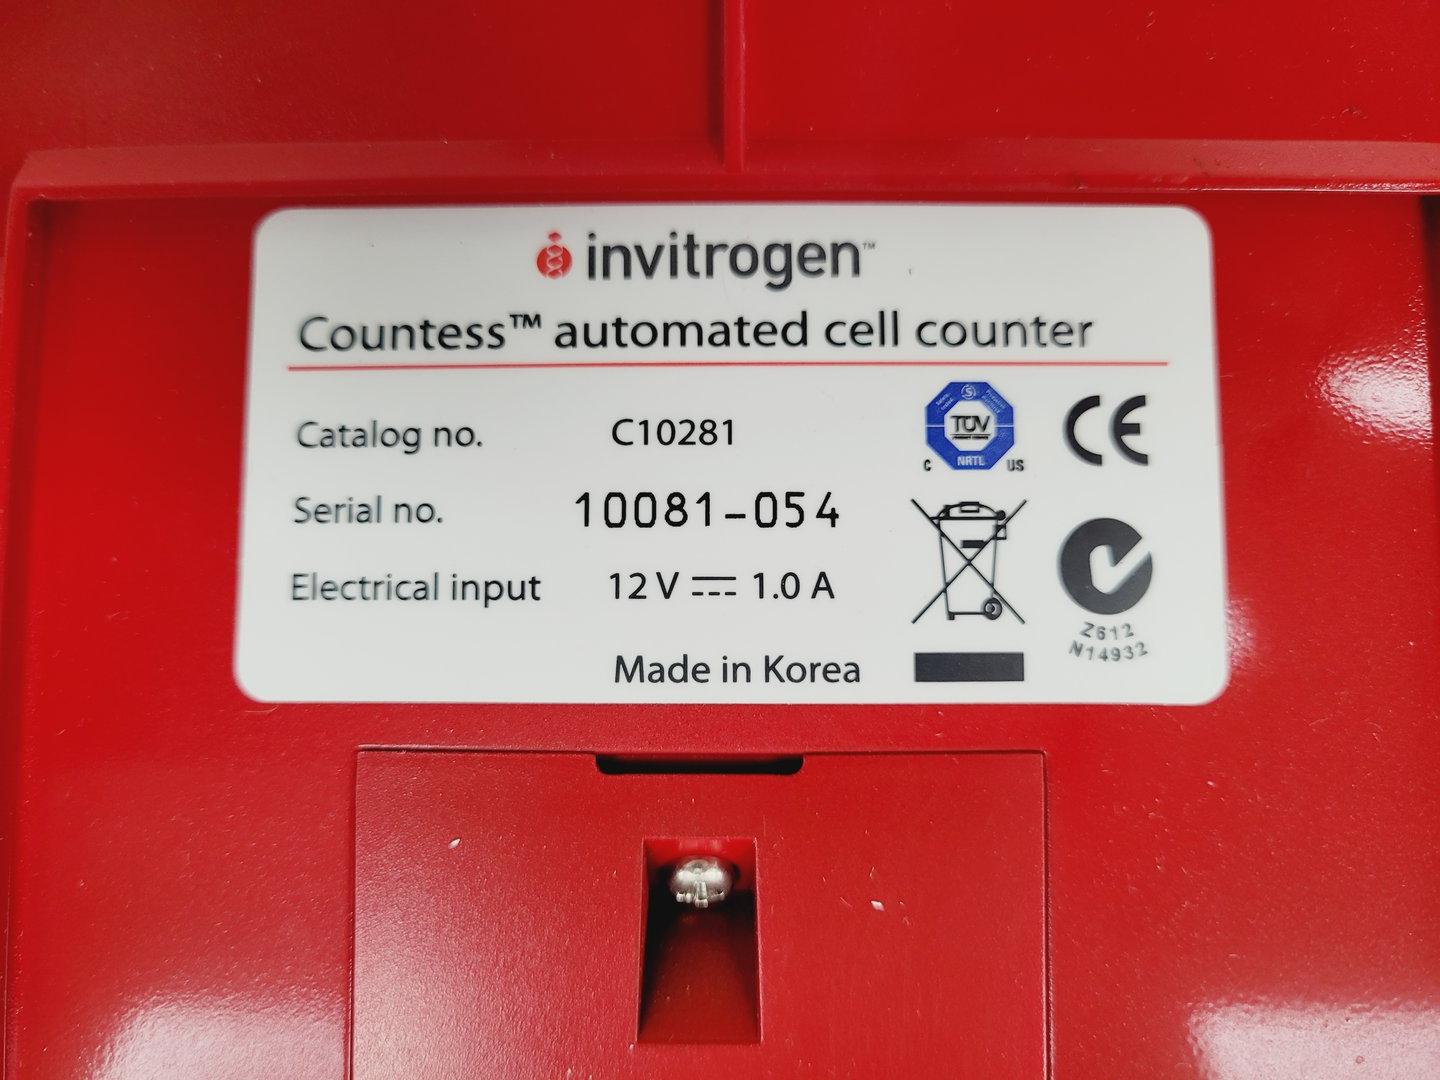 invitrogen™
Countess™ automated cell counter
Catalog no. C10281
TÜV
C NRTL US
CE
Serial no. 10081-054
Electrical input 12 V ⎓ 1.0 A
Z612
N14932
Made in Korea